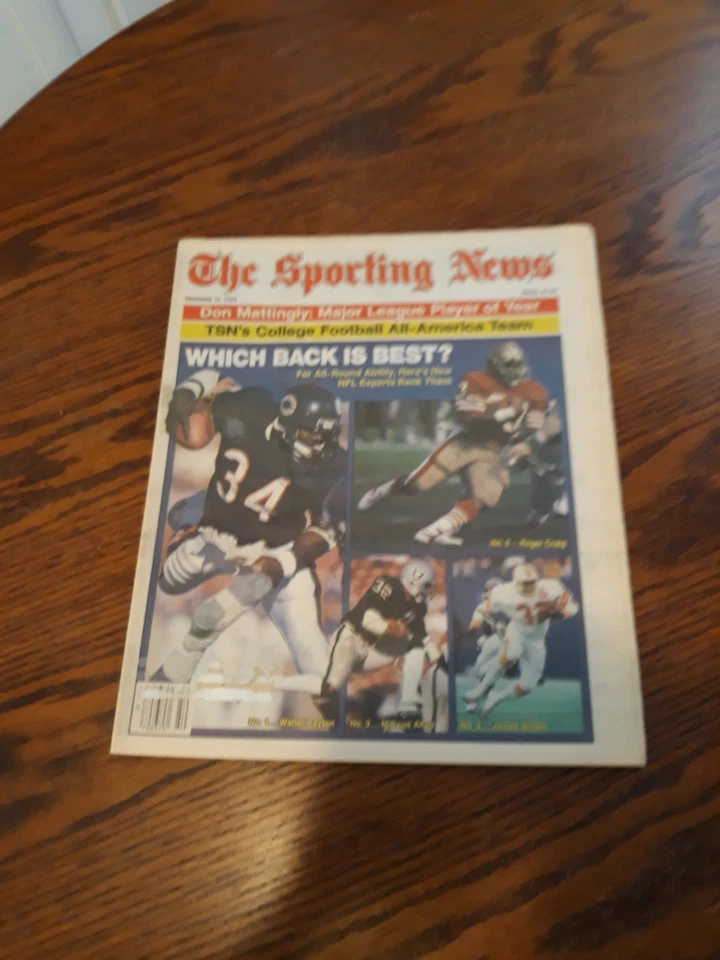 The Sporting News
Don Mattingly: Major League Player of Year
TSN's College Football All-America Team
WHICH BACK IS BEST?
For All-Round Ability, Here's How
NFL Experts Rank Them
34
No. 2 . . Roger Craig
32
32
No. 1 . . . Walter Payton
No. 3 . . . Marcus Allen
No. 4 . . James Wilder